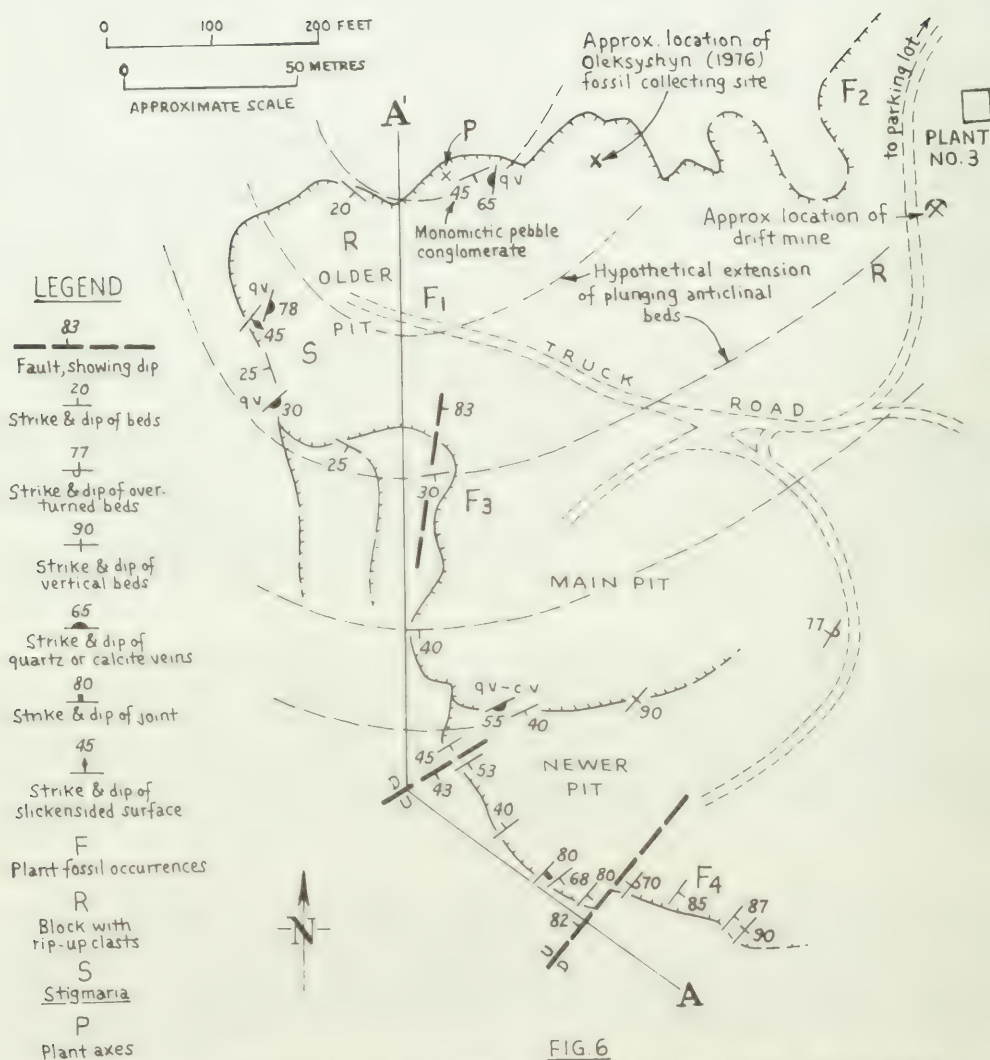 0 100 200 FEET
0 50 METRES
APPROXIMATE SCALE
A'
P
Approx. location of
Oleksyshyn (1976)
fossil collecting site
X
F2
to parking lot
PLANT
NO. 3
x
45
65
qv
20
Monomictic pebble
conglomerate
Approx location of
drift mine
R
OLDER
PIT
F1
Hypothetical extension
of plunging anticlinal
beds
R
qv
78
45
S
25
qv
30
TRUCK
ROAD
83
25
30
F3
MAIN PIT
40
77
qv-cv
55
40
90
45
53
43
D
U
NEWER
PIT
40
80
68
80
70
F4
85
87
90
82
U
D
A
N
LEGEND
83
Fault, showing dip
20
Strike & dip of beds
77
Strike & dip of over-
turned beds
90
Strike & dip of
vertical beds
65
Strike & dip of
quartz or calcite veins
80
Strike & dip of joint
45
Strike & dip of
slickensided surface
F
Plant fossil occurrences
R
Block with
rip-up clasts
S
Stigmaria
P
Plant axes
FIG. 6